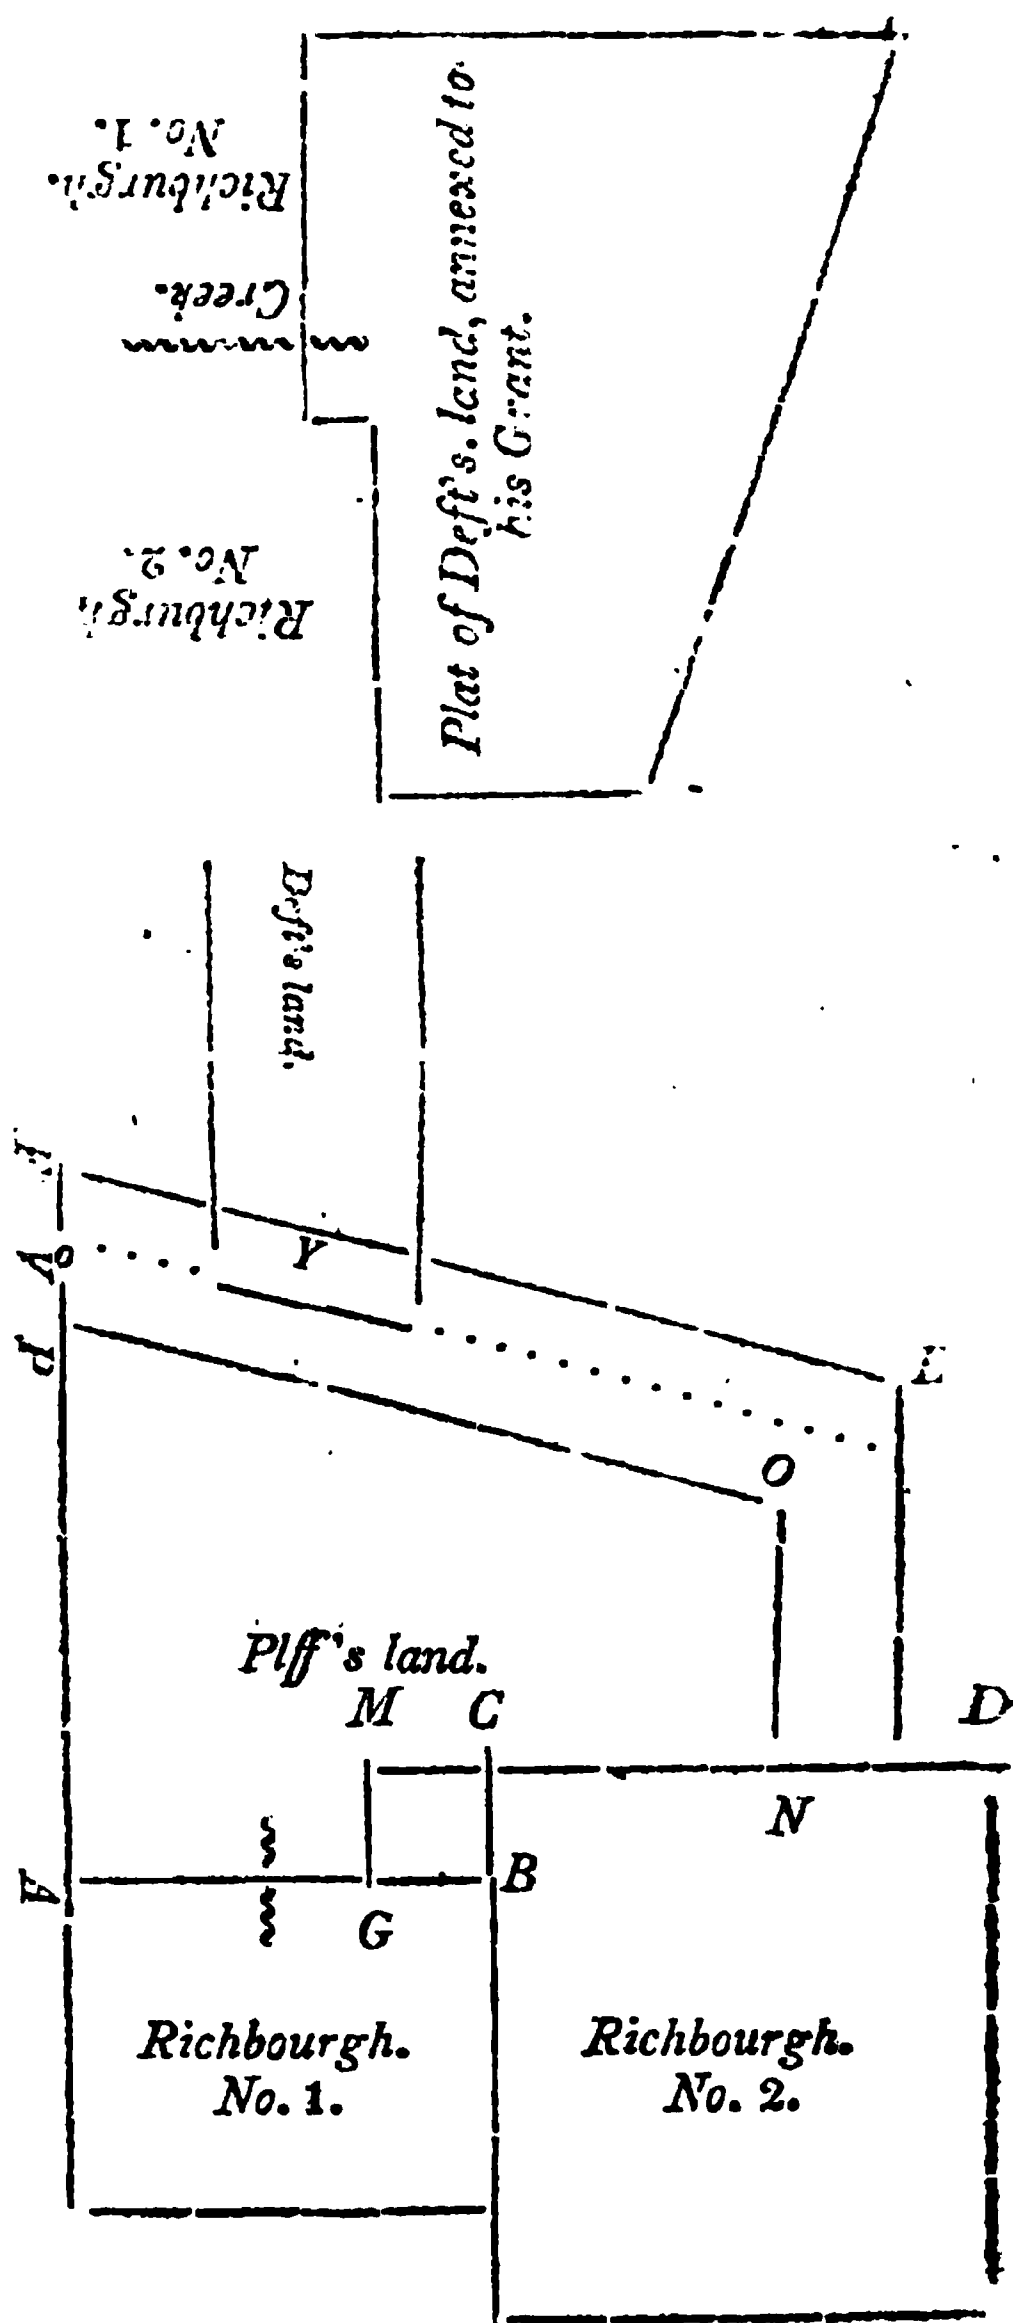 Richburgh.
No. 1.
Creek.
Richburgh
No. 2.
Plat of Deft's. land, annexed to
his Grant.
Deft's land.
F
V
Y
P
E
O
Plff's land.
M
C
D
N
A
B
G
Richbourgh.
No. 1.
Richbourgh.
No. 2.